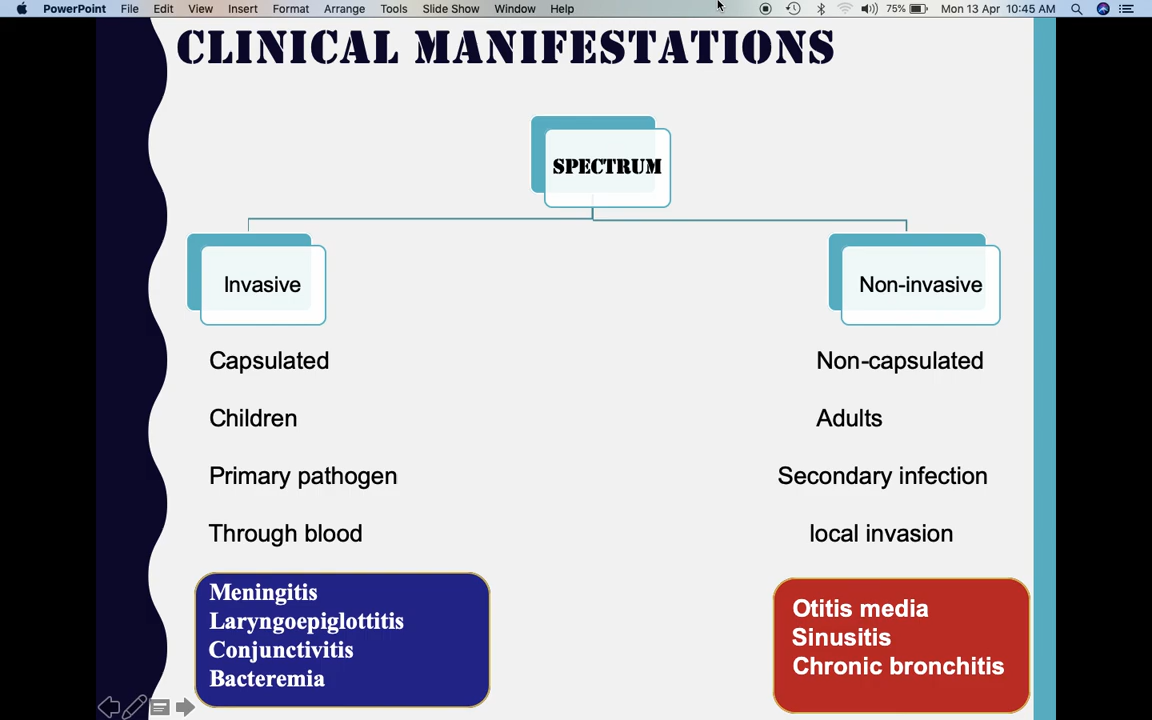 PowerPoint File Edit View Insert Format Arrange Tools Slide Show Window Help 75% Mon 13 Apr 10:45 AM
CLINICAL MANIFESTATIONS
SPECTRUM
Invasive
Non-invasive
Capsulated
Non-capsulated
Children
Adults
Primary pathogen
Secondary infection
Through blood
local invasion
Meningitis
Laryngoepiglottitis
Conjunctivitis
Bacteremia
Otitis media
Sinusitis
Chronic bronchitis